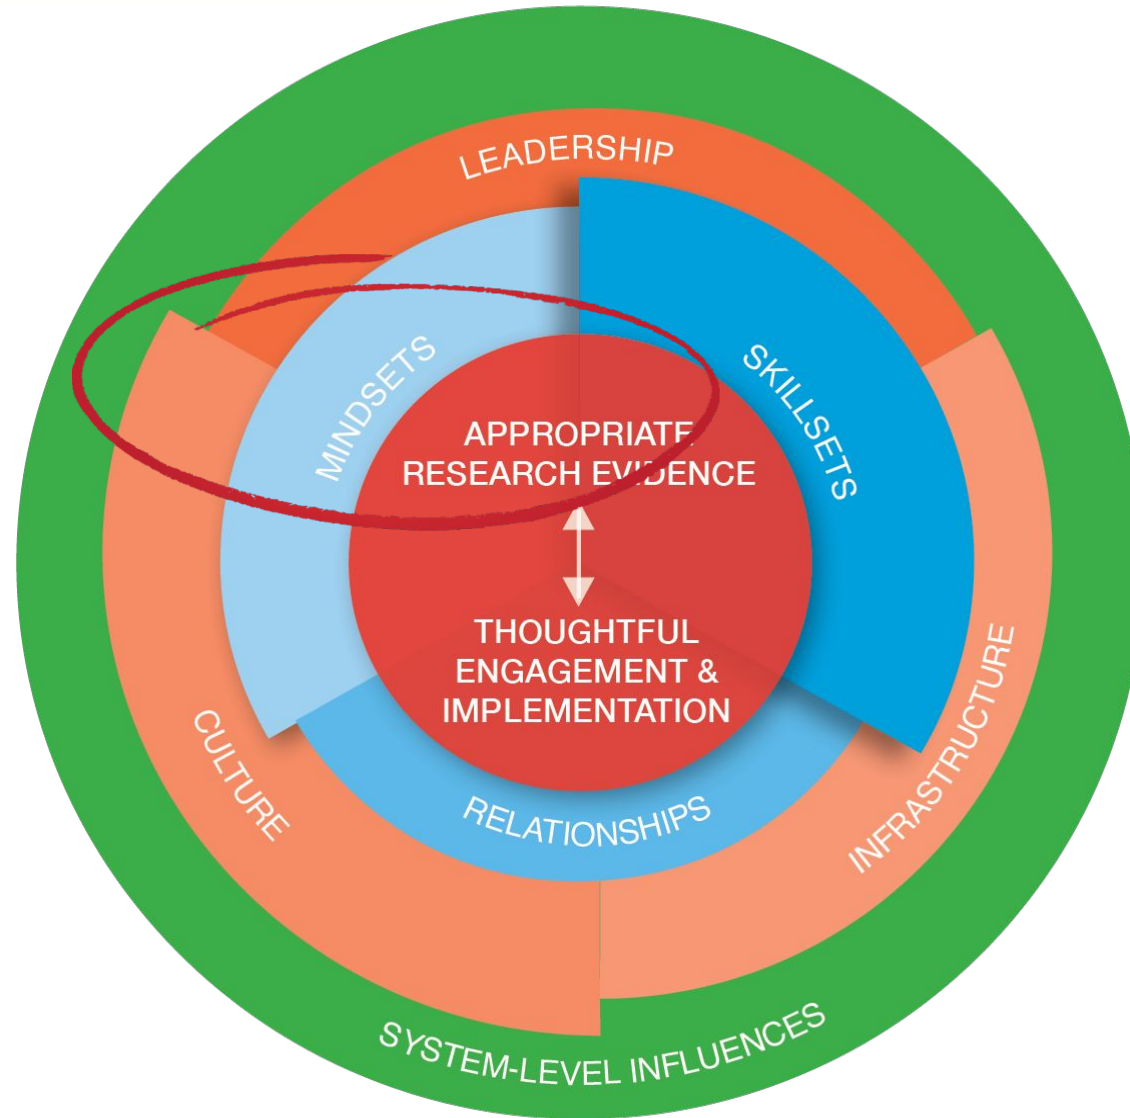 LEADERSHIP
MINDSETS
SKILLSETS
APPROPRIATE
RESEARCH EVIDENCE
THOUGHTFUL
ENGAGEMENT &
IMPLEMENTATION
CULTURE
RELATIONSHIPS
INFRASTRUCTURE
SYSTEM-LEVEL INFLUENCES